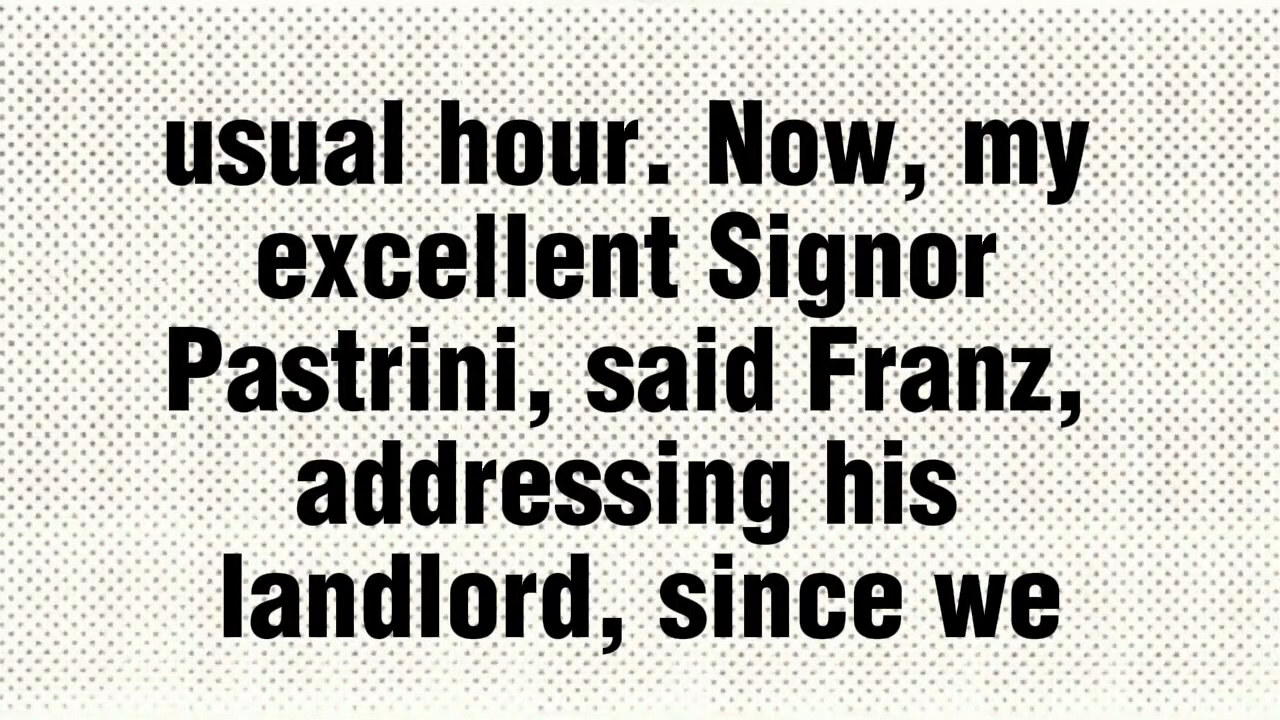 usual hour. Now, my
excellent Signor
Pastrini, said Franz,
addressing his
landlord, since we